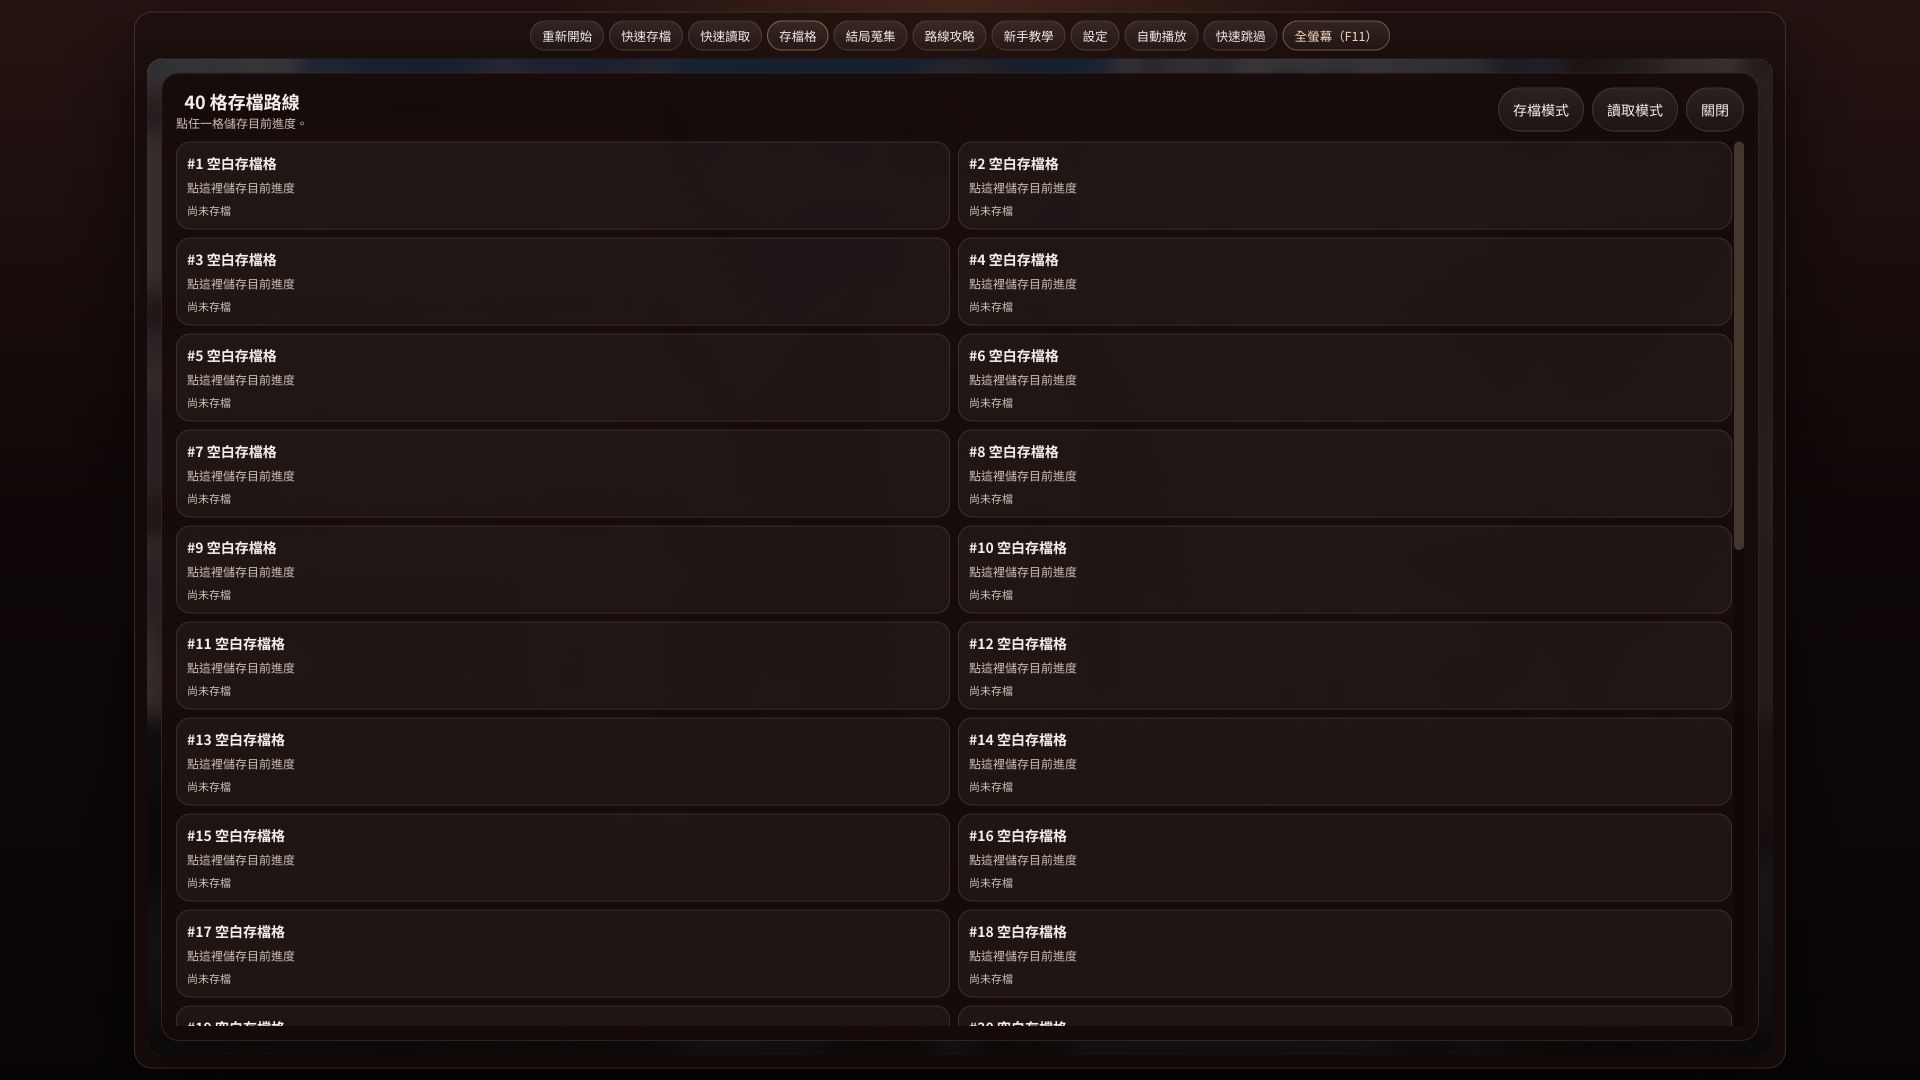 重新開始 快速存檔 快速讀取 存檔格 結局蒐集 路線攻略 新手教學 設定 自動播放 快速跳過 全螢幕（F11）
40 格存檔路線
點任一格儲存目前進度。
存檔模式 讀取模式 關閉
#1 空白存檔格
點這裡儲存目前進度
尚未存檔
#2 空白存檔格
點這裡儲存目前進度
尚未存檔
#3 空白存檔格
點這裡儲存目前進度
尚未存檔
#4 空白存檔格
點這裡儲存目前進度
尚未存檔
#5 空白存檔格
點這裡儲存目前進度
尚未存檔
#6 空白存檔格
點這裡儲存目前進度
尚未存檔
#7 空白存檔格
點這裡儲存目前進度
尚未存檔
#8 空白存檔格
點這裡儲存目前進度
尚未存檔
#9 空白存檔格
點這裡儲存目前進度
尚未存檔
#10 空白存檔格
點這裡儲存目前進度
尚未存檔
#11 空白存檔格
點這裡儲存目前進度
尚未存檔
#12 空白存檔格
點這裡儲存目前進度
尚未存檔
#13 空白存檔格
點這裡儲存目前進度
尚未存檔
#14 空白存檔格
點這裡儲存目前進度
尚未存檔
#15 空白存檔格
點這裡儲存目前進度
尚未存檔
#16 空白存檔格
點這裡儲存目前進度
尚未存檔
#17 空白存檔格
點這裡儲存目前進度
尚未存檔
#18 空白存檔格
點這裡儲存目前進度
尚未存檔
#19 空白存檔格
#20 空白存檔格